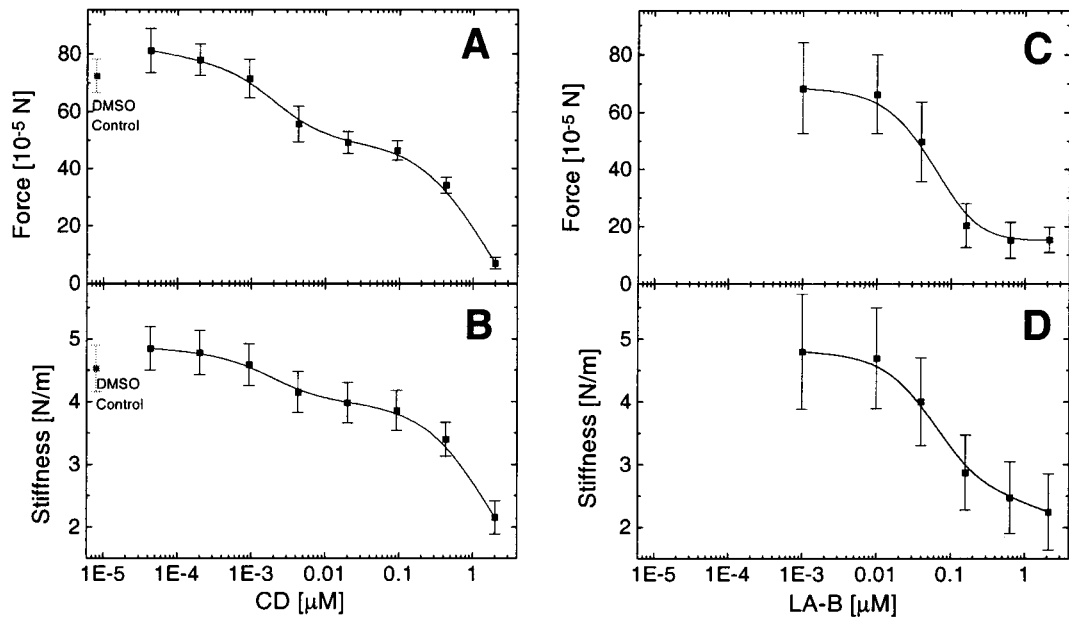 A
Force [10⁻⁵ N]
80
60
40
20
0
DMSO
Control
B
Stiffness [N/m]
5
4
3
2
DMSO
Control
1E-5 1E-4 1E-3 0.01 0.1 1
CD [μM]
C
Force [10⁻⁵ N]
80
60
40
20
0
D
Stiffness [N/m]
5
4
3
2
1E-5 1E-4 1E-3 0.01 0.1 1
LA-B [μM]